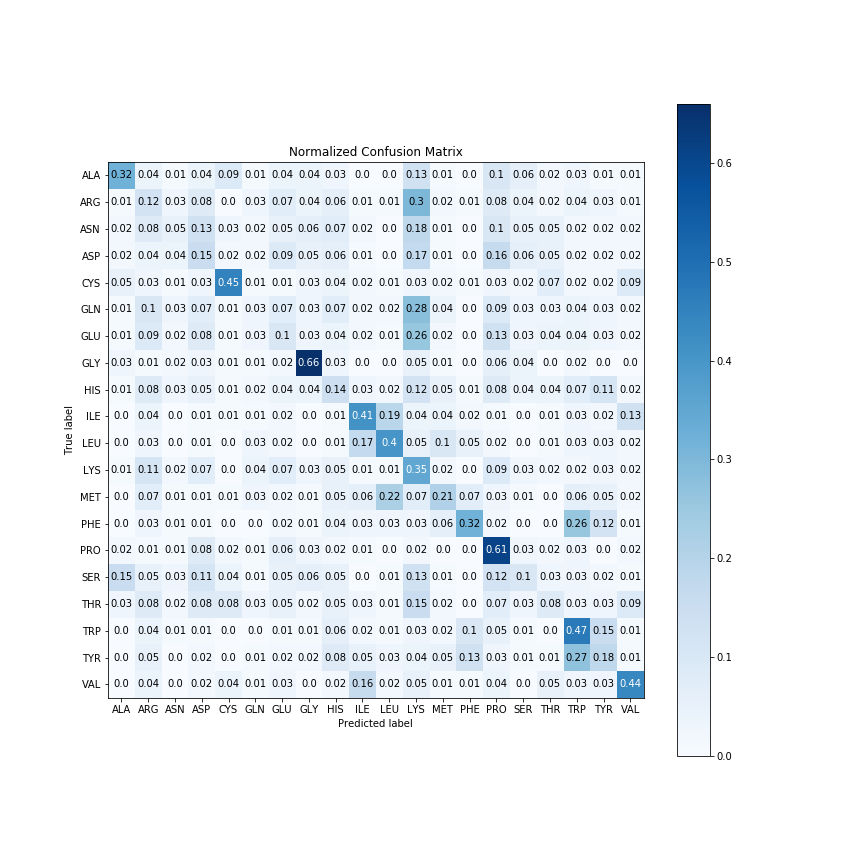 Normalized Confusion Matrix
ALA 0.32 0.04 0.01 0.04 0.09 0.01 0.04 0.04 0.03 0.0 0.0 0.13 0.01 0.0 0.1 0.06 0.02 0.03 0.01 0.01
ARG 0.01 0.12 0.03 0.08 0.0 0.03 0.07 0.04 0.06 0.01 0.01 0.3 0.02 0.01 0.08 0.04 0.02 0.04 0.03 0.01
ASN 0.02 0.08 0.05 0.13 0.03 0.02 0.05 0.06 0.07 0.02 0.0 0.18 0.01 0.0 0.1 0.05 0.05 0.02 0.02 0.02
ASP 0.02 0.04 0.04 0.15 0.02 0.02 0.09 0.05 0.06 0.01 0.0 0.17 0.01 0.0 0.16 0.06 0.05 0.02 0.02 0.02
CYS 0.05 0.03 0.01 0.03 0.45 0.01 0.01 0.03 0.04 0.02 0.01 0.03 0.02 0.01 0.03 0.02 0.07 0.02 0.02 0.09
GLN 0.01 0.1 0.03 0.07 0.01 0.03 0.07 0.03 0.07 0.02 0.02 0.28 0.04 0.0 0.09 0.03 0.03 0.04 0.03 0.02
GLU 0.01 0.09 0.02 0.08 0.01 0.03 0.1 0.03 0.04 0.02 0.01 0.26 0.02 0.0 0.13 0.03 0.04 0.04 0.03 0.02
GLY 0.03 0.01 0.02 0.03 0.01 0.01 0.02 0.66 0.03 0.0 0.0 0.05 0.01 0.0 0.06 0.04 0.0 0.02 0.0 0.0
HIS 0.01 0.08 0.03 0.05 0.01 0.02 0.04 0.04 0.14 0.03 0.02 0.12 0.05 0.01 0.08 0.04 0.04 0.07 0.11 0.02
ILE 0.0 0.04 0.0 0.01 0.01 0.01 0.02 0.0 0.01 0.41 0.19 0.04 0.04 0.02 0.01 0.0 0.01 0.03 0.02 0.13
LEU 0.0 0.03 0.0 0.01 0.0 0.03 0.02 0.0 0.01 0.17 0.4 0.05 0.1 0.05 0.02 0.0 0.01 0.03 0.03 0.02
LYS 0.01 0.11 0.02 0.07 0.0 0.04 0.07 0.03 0.05 0.01 0.01 0.35 0.02 0.0 0.09 0.03 0.02 0.02 0.03 0.02
MET 0.0 0.07 0.01 0.01 0.01 0.03 0.02 0.01 0.05 0.06 0.22 0.07 0.21 0.07 0.03 0.01 0.0 0.06 0.05 0.02
PHE 0.0 0.03 0.01 0.01 0.0 0.0 0.02 0.01 0.04 0.03 0.03 0.03 0.06 0.32 0.02 0.0 0.0 0.26 0.12 0.01
PRO 0.02 0.01 0.01 0.08 0.02 0.01 0.06 0.03 0.02 0.01 0.0 0.02 0.0 0.0 0.61 0.03 0.02 0.03 0.0 0.02
SER 0.15 0.05 0.03 0.11 0.04 0.01 0.05 0.06 0.05 0.0 0.01 0.13 0.01 0.0 0.12 0.1 0.03 0.03 0.02 0.01
THR 0.03 0.08 0.02 0.08 0.08 0.03 0.05 0.02 0.05 0.03 0.01 0.15 0.02 0.0 0.07 0.03 0.08 0.03 0.03 0.09
TRP 0.0 0.04 0.01 0.01 0.0 0.0 0.01 0.01 0.06 0.02 0.01 0.03 0.02 0.1 0.05 0.01 0.0 0.47 0.15 0.01
TYR 0.0 0.05 0.0 0.02 0.0 0.01 0.02 0.02 0.08 0.05 0.03 0.04 0.05 0.13 0.03 0.01 0.01 0.27 0.18 0.01
VAL 0.0 0.04 0.0 0.02 0.04 0.01 0.03 0.0 0.02 0.16 0.02 0.05 0.01 0.01 0.04 0.0 0.05 0.03 0.03 0.44
ALA ARG ASN ASP CYS GLN GLU GLY HIS ILE LEU LYS MET PHE PRO SER THR TRP TYR VAL
Predicted label
True label
0.6
0.5
0.4
0.3
0.2
0.1
0.0